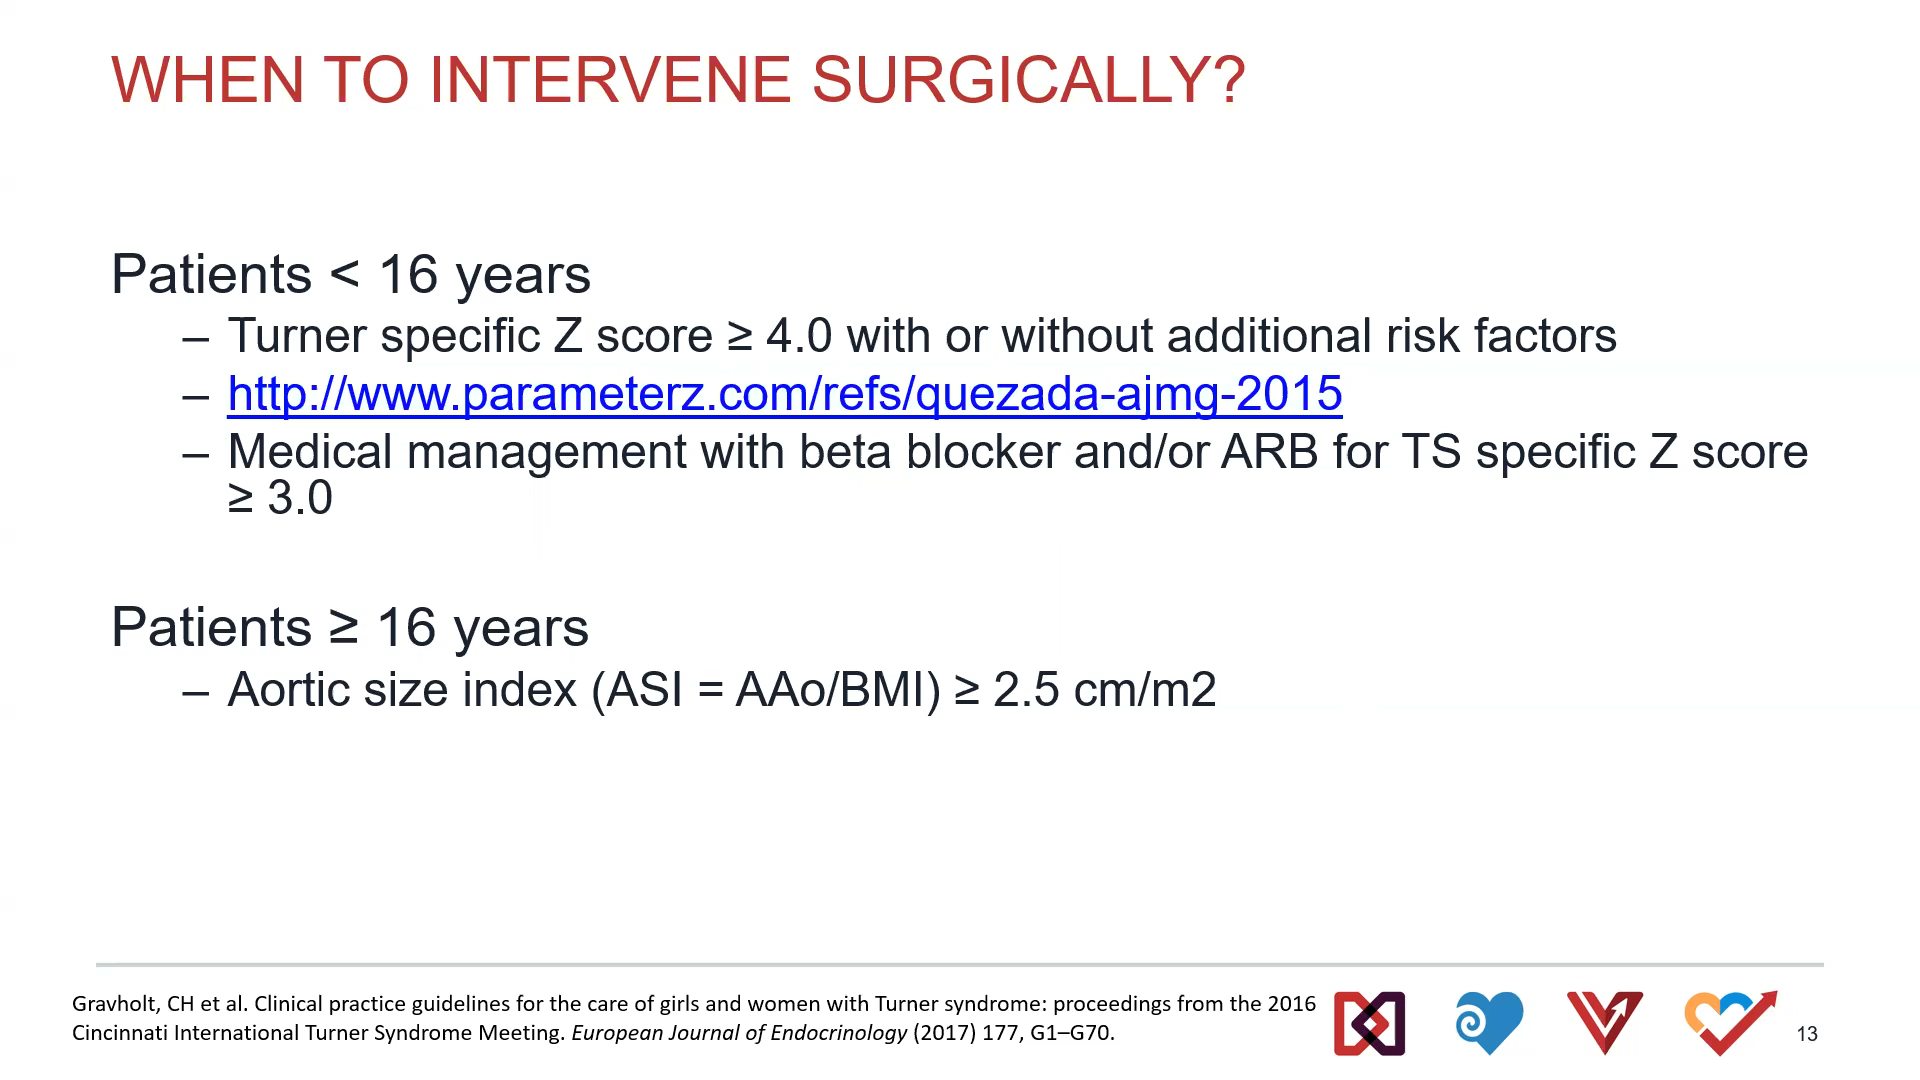 WHEN TO INTERVENE SURGICALLY?
Patients < 16 years
– Turner specific Z score ≥ 4.0 with or without additional risk factors
– http://www.parameterz.com/refs/quezada-ajmg-2015
– Medical management with beta blocker and/or ARB for TS specific Z score
≥ 3.0
Patients ≥ 16 years
– Aortic size index (ASI = AAo/BMI) ≥ 2.5 cm/m2
Gravholt, CH et al. Clinical practice guidelines for the care of girls and women with Turner syndrome: proceedings from the 2016
Cincinnati International Turner Syndrome Meeting. European Journal of Endocrinology (2017) 177, G1–G70.
13